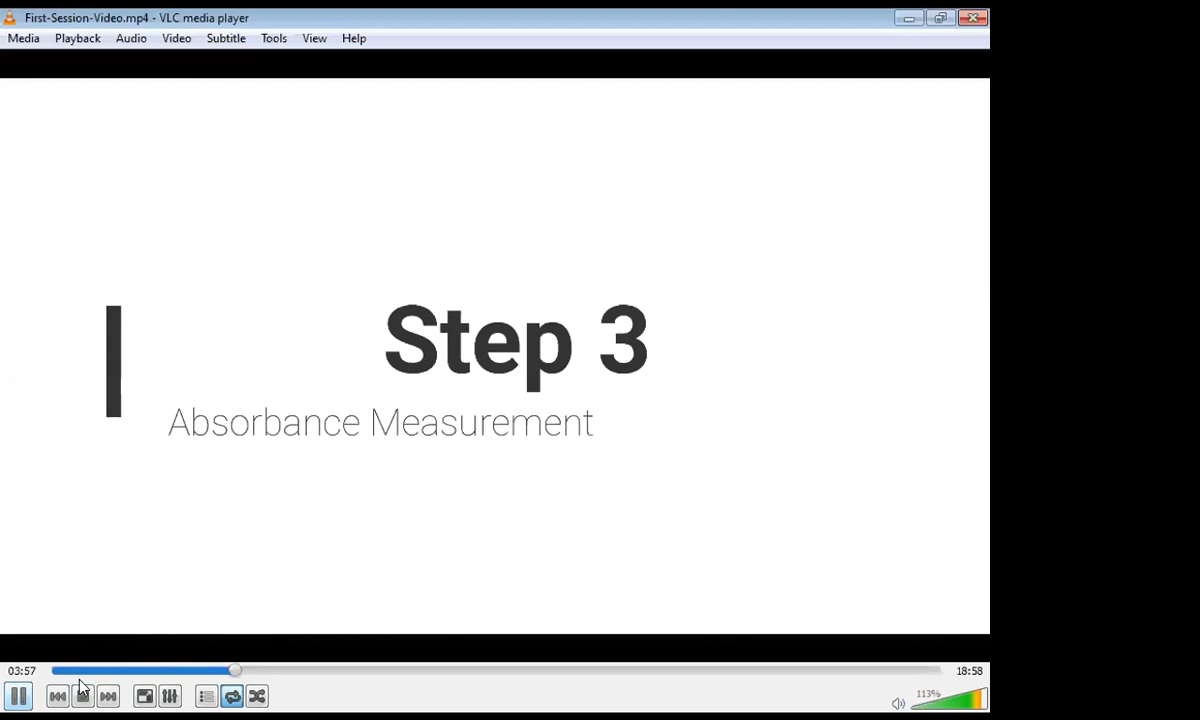 First-Session-Video.mp4 - VLC media player
Media Playback Audio Video Subtitle Tools View Help
Step 3
Absorbance Measurement
03:57 18:58
113%